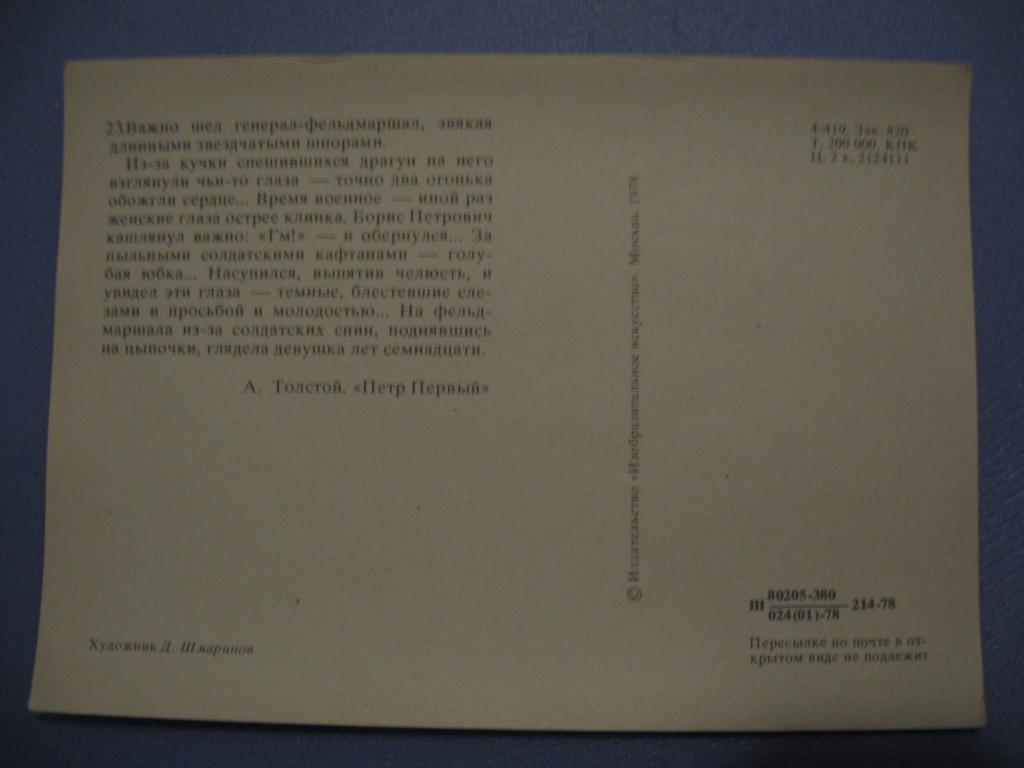 23.Важно шел генерал-фельдмаршал, звякая
длинными звездчатыми шпорами.
Из-за кучки спешившихся драгун на него
взглянули чьи-то глаза — точно два огонька
обожгли сердце... Время военное — иной раз
женские глаза острее клинка. Борис Петрович
кашлянул важно: «Гм!» — и обернулся... За
пыльными солдатскими кафтанами — голу-
бая юбка... Насупился, выпятив челюсть, и
увидел эти глаза — темные, блестевшие сле-
зами и просьбой и молодостью... На фельд-
маршала из-за солдатских спин, поднявшись
на цыпочки, глядела девушка лет семнадцати.
А. Толстой. «Петр Первый»
Художник Д. Шмаринов
© Издательство «Изобразительное искусство». Москва. 1978
4-419. Зак. 820
Т. 200 000. КПК
Ц. 2 к. 2124111
Ш 80205-380 214-78
024(01)-78
Пересылке по почте в от-
крытом виде не подлежит